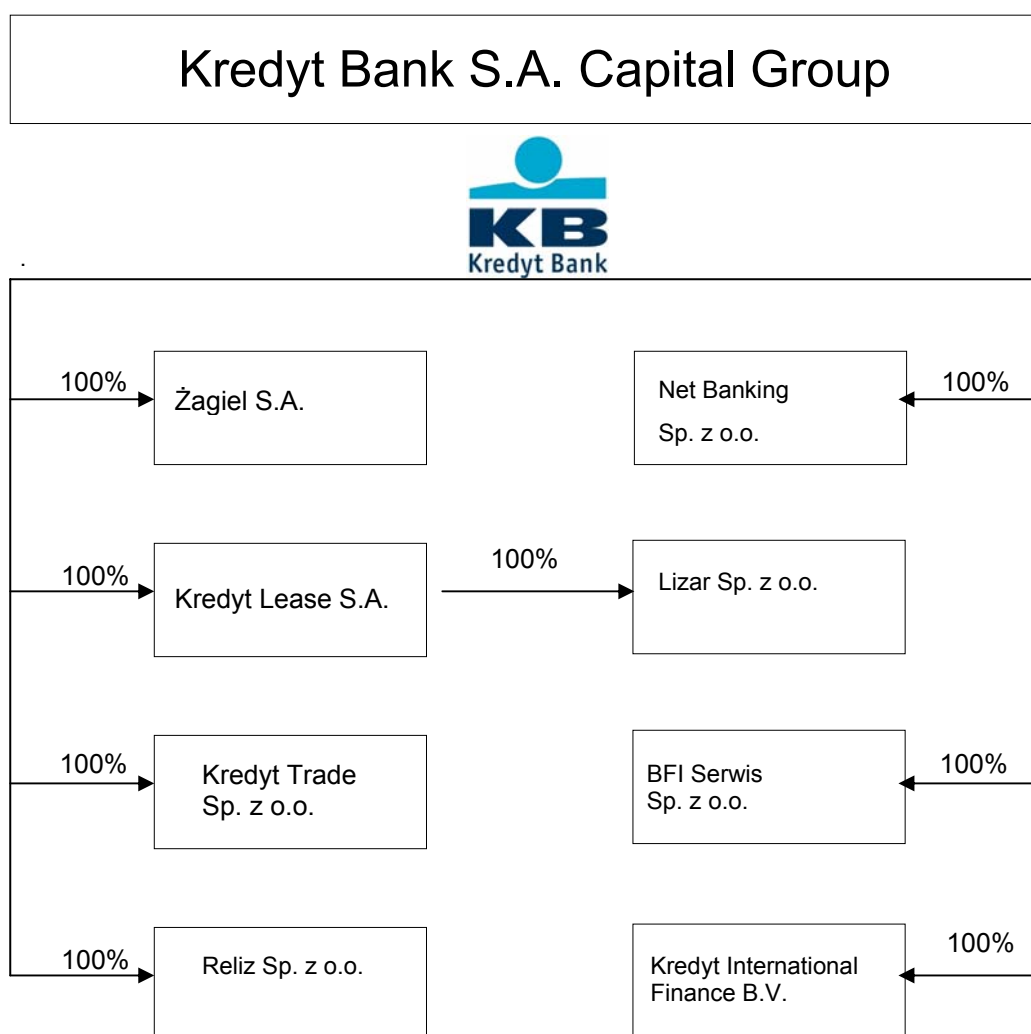 Kredyt Bank S.A. Capital Group
KB
Kredyt Bank
.
100%
Żagiel S.A.
Net Banking
Sp. z o.o.
100%
100%
Kredyt Lease S.A.
100%
Lizar Sp. z o.o.
100%
Kredyt Trade
Sp. z o.o.
BFI Serwis
Sp. z o.o.
100%
100%
Reliz Sp. z o.o.
Kredyt International
Finance B.V.
100%